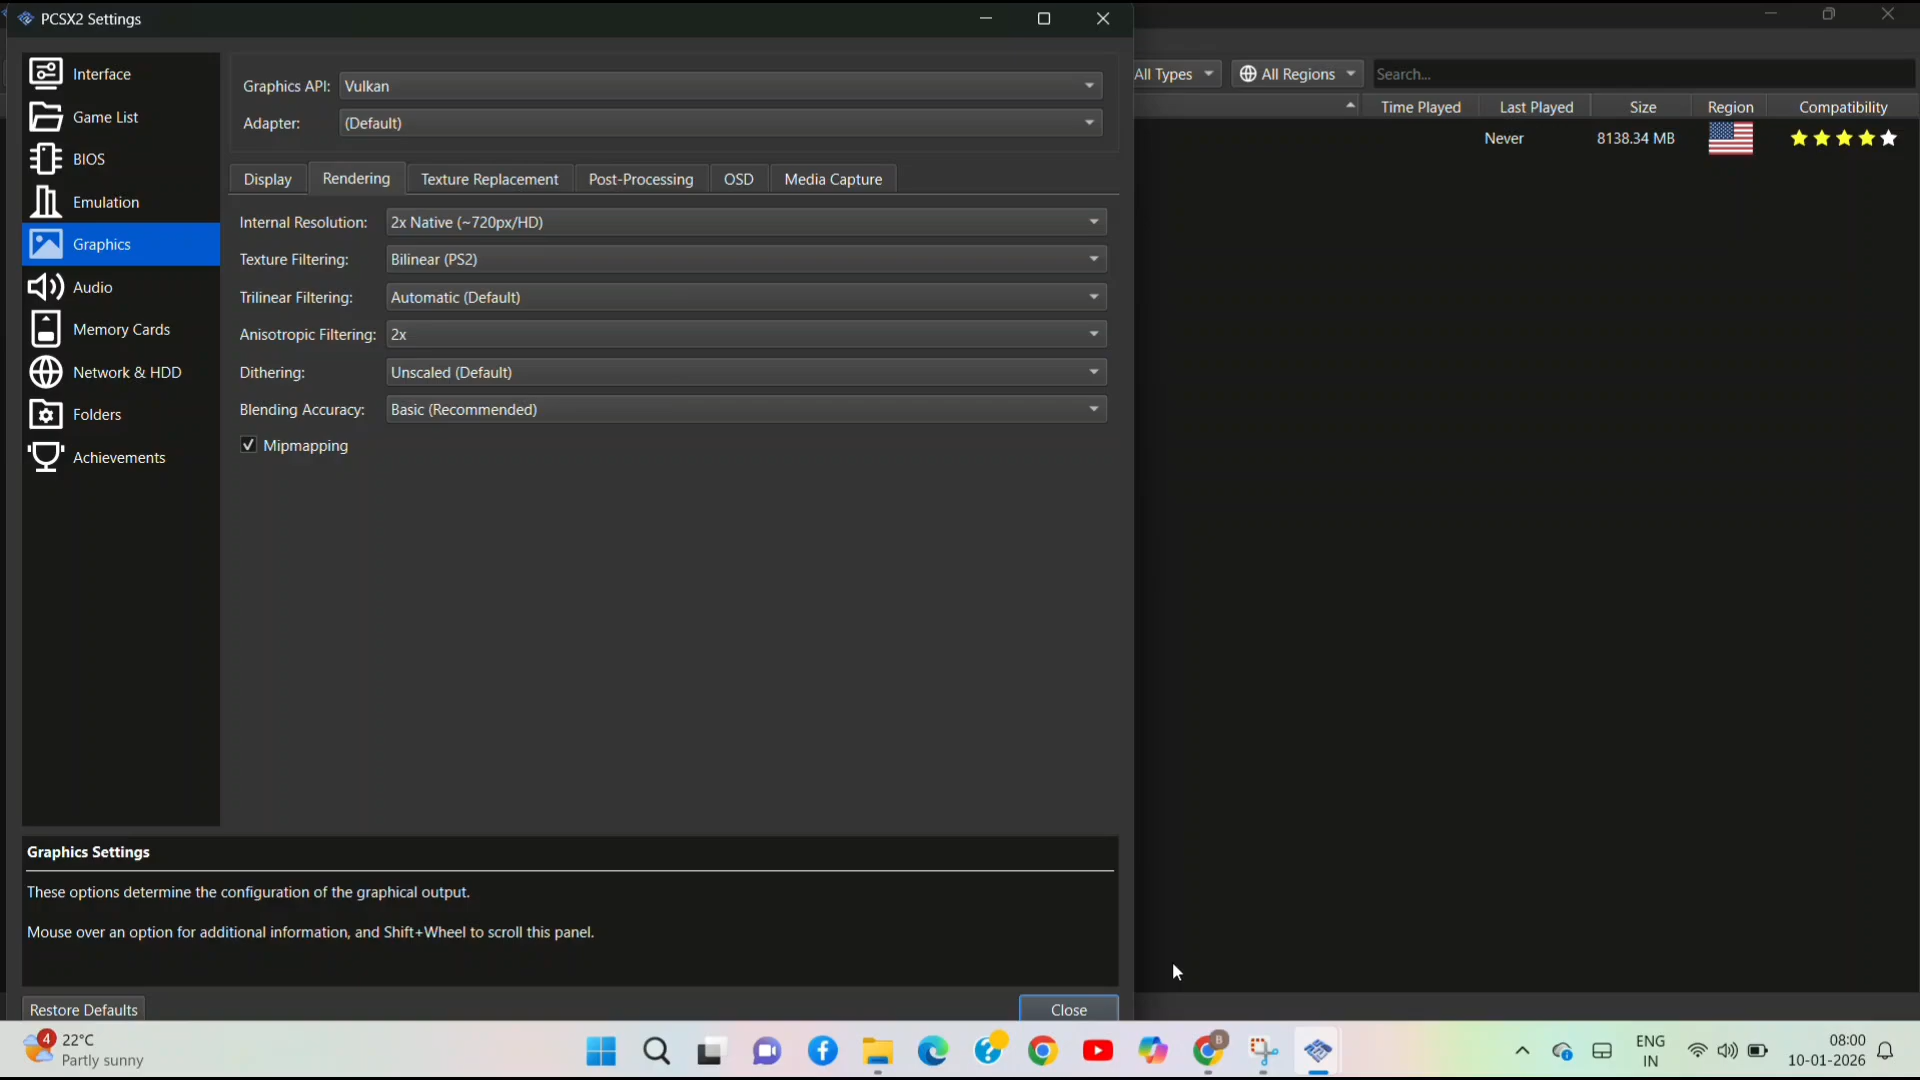 PCSX2 Settings
Interface
Game List
BIOS
Emulation
Graphics
Audio
Memory Cards
Network & HDD
Folders
Achievements
Graphics API: Vulkan
Adapter: (Default)
Display Rendering Texture Replacement Post-Processing OSD Media Capture
Internal Resolution: 2x Native (~720px/HD)
Texture Filtering: Bilinear (PS2)
Trilinear Filtering: Automatic (Default)
Anisotropic Filtering: 2x
Dithering: Unscaled (Default)
Blending Accuracy: Basic (Recommended)
Mipmapping
All Types All Regions Search...
Time Played Last Played Size Region Compatibility
Never 8138.34 MB
Graphics Settings
These options determine the configuration of the graphical output.
Mouse over an option for additional information, and Shift+Wheel to scroll this panel.
Restore Defaults Close
4 22°C
Partly sunny
B
ENG
IN
08:00
10-01-2026